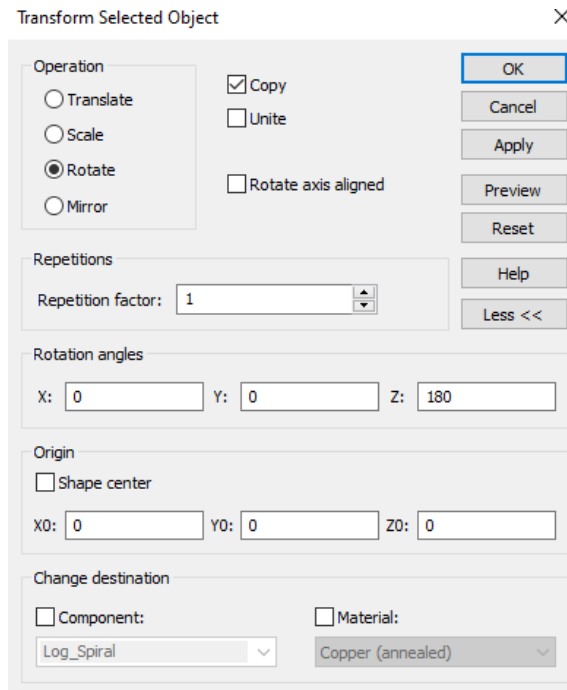 Transform Selected Object
Operation
Translate
Scale
Rotate
Mirror
Copy
Unite
Rotate axis aligned
OK
Cancel
Apply
Preview
Reset
Help
Less <<
Repetitions
Repetition factor: 1
Rotation angles
X: 0 Y: 0 Z: 180
Origin
Shape center
X0: 0 Y0: 0 Z0: 0
Change destination
Component: Material:
Log_Spiral Copper (annealed)